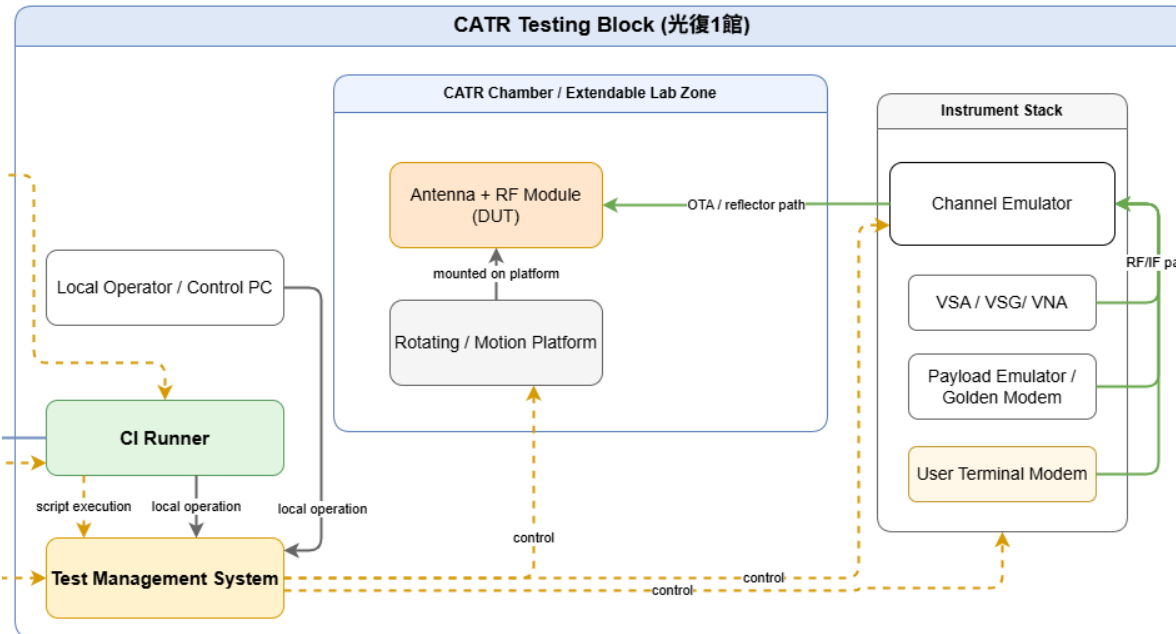 CATR Testing Block (光復1館)
CATR Chamber / Extendable Lab Zone
Instrument Stack
Antenna + RF Module
(DUT)
OTA / reflector path
Channel Emulator
mounted on platform
RF/IF pa
Local Operator / Control PC
VSA / VSG/ VNA
Rotating / Motion Platform
Payload Emulator /
Golden Modem
CI Runner
User Terminal Modem
script execution
local operation
local operation
control
Test Management System
control
control